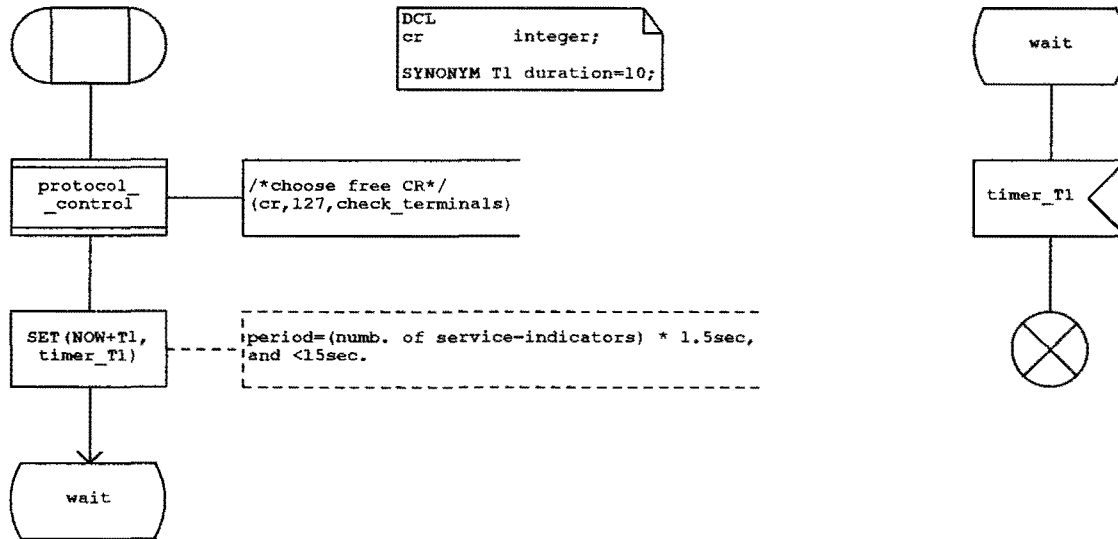 DCL
cr integer;
SYNONYM T1 duration=10;
wait
protocol_
_control
/*choose free CR*/
(cr,127,check_terminals)
timer_T1
SET(NOW+T1,
timer_T1)
period=(numb. of service-indicators) * 1.5sec,
and <15sec.
wait